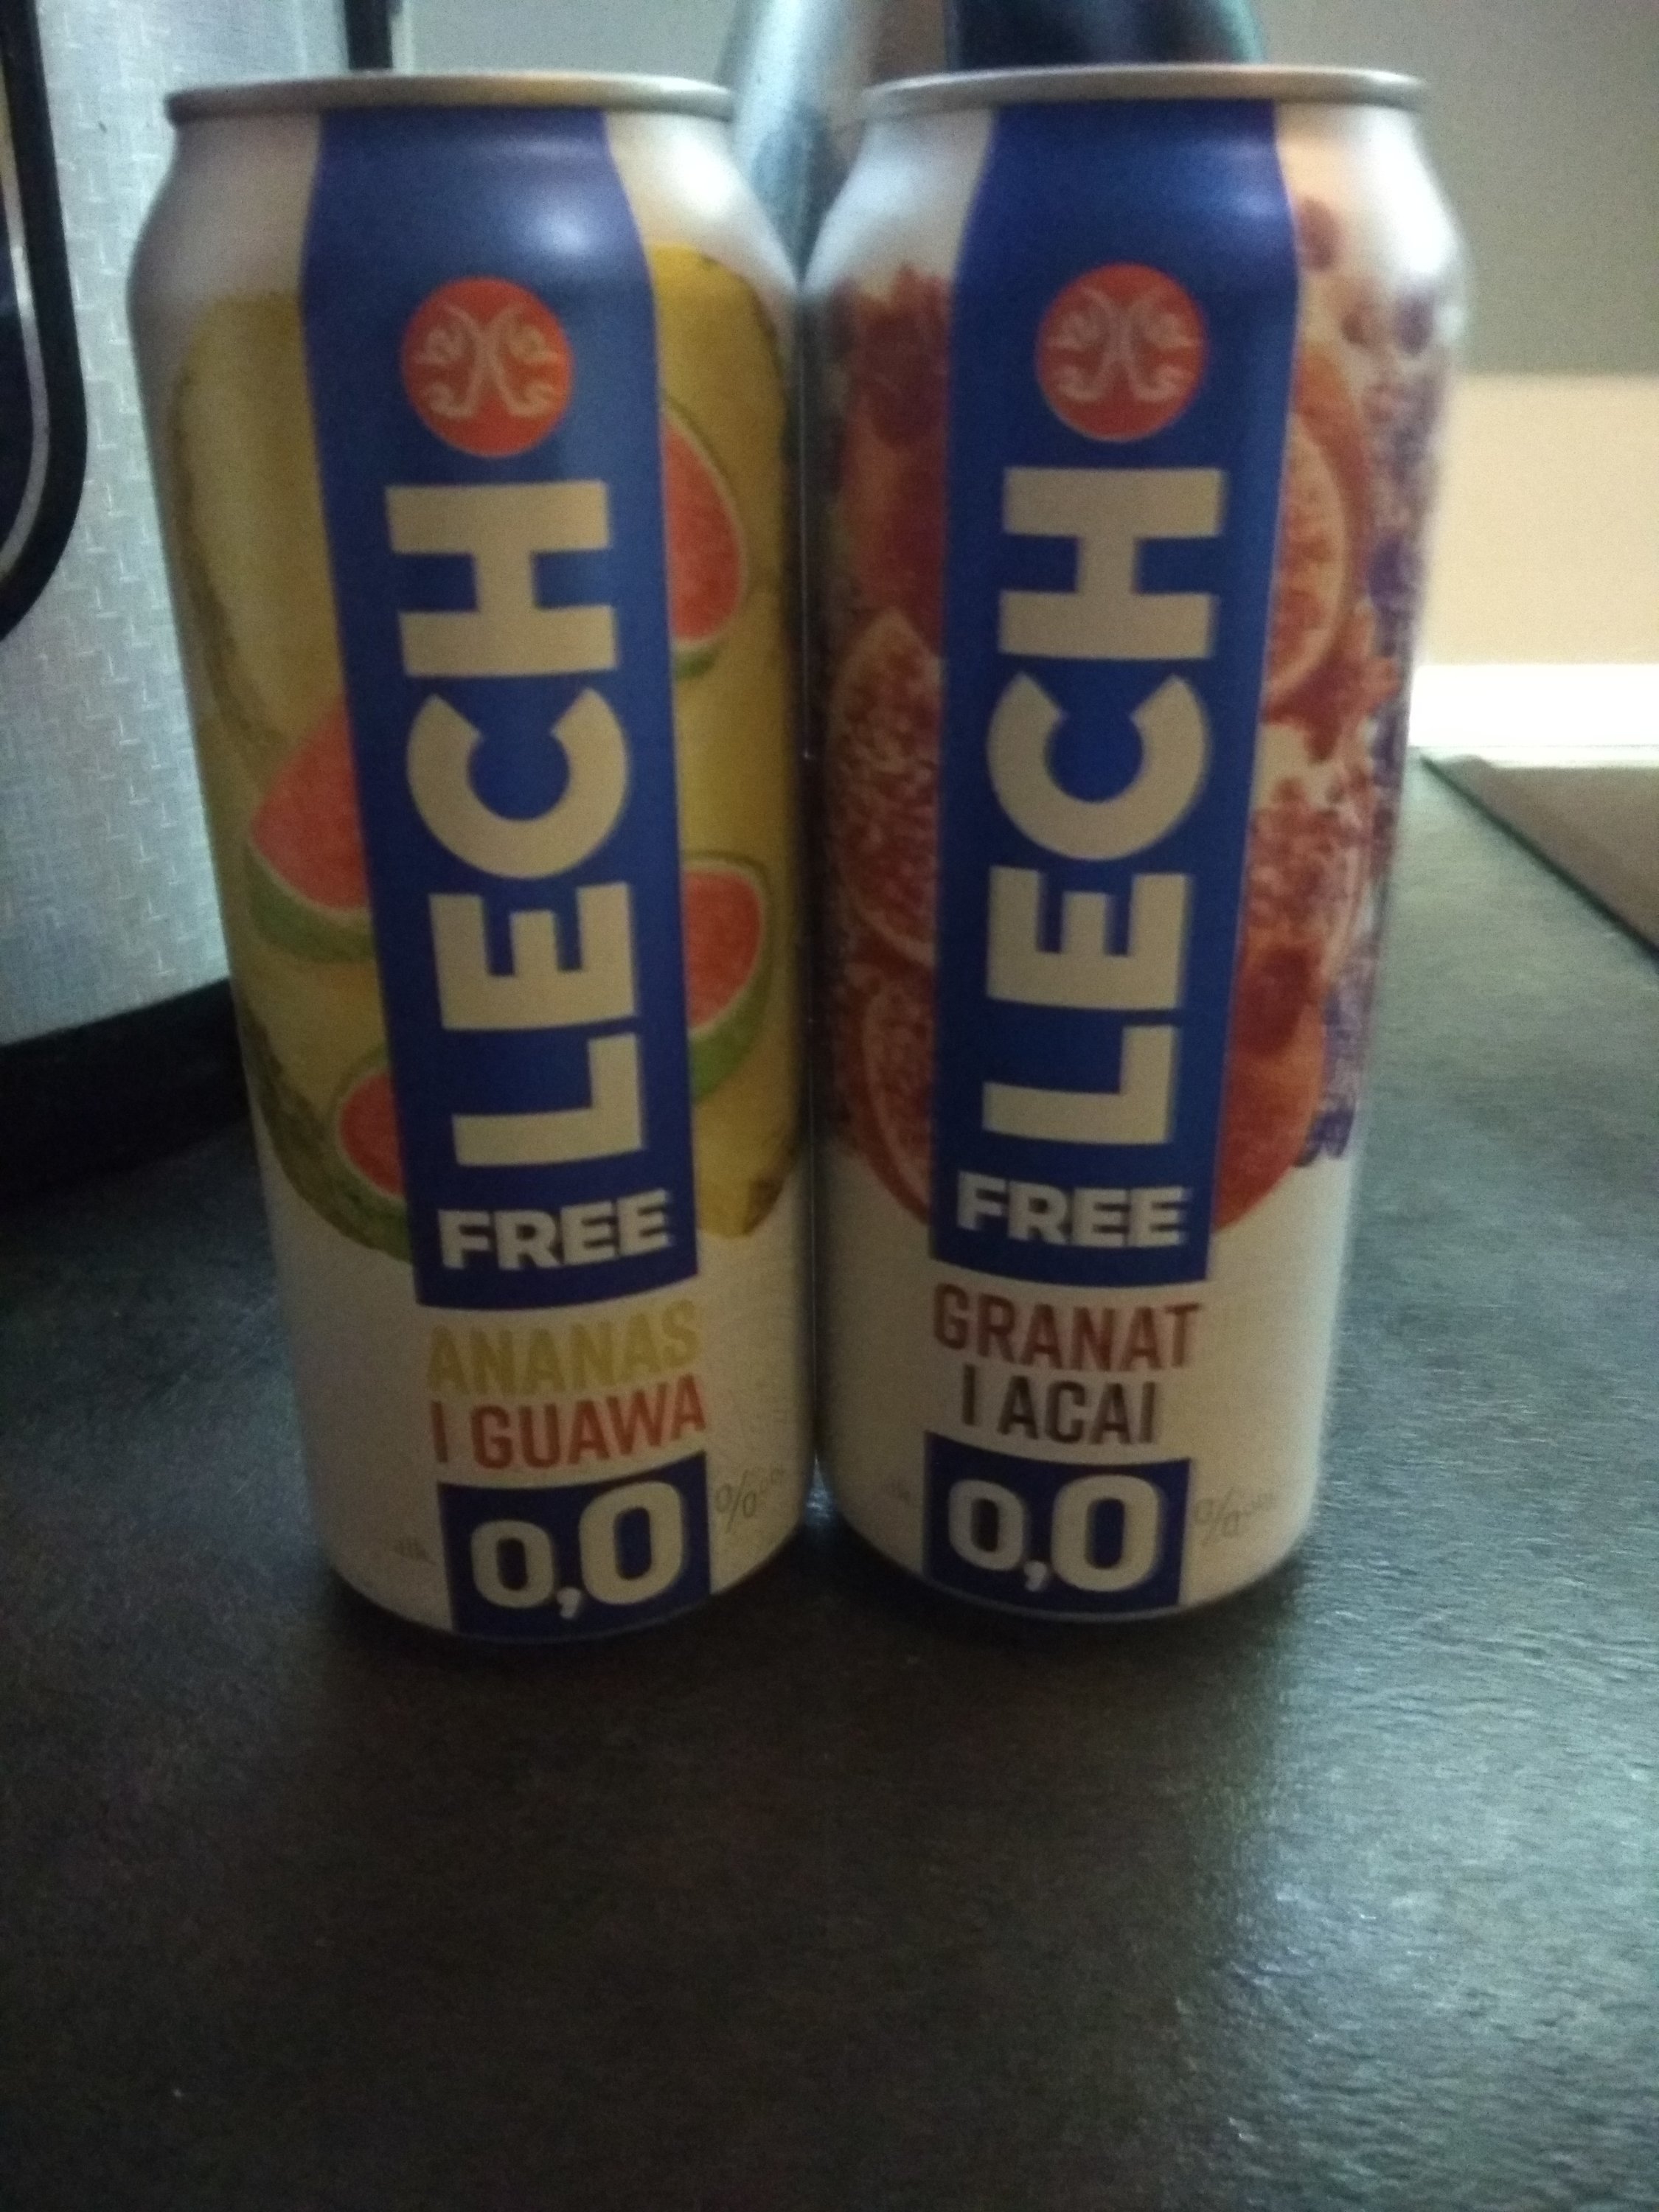 LECH
FREE
ANANAS
I GUAWA
0,0
%
LECH
FREE
GRANAT
I ACAI
0,0
%